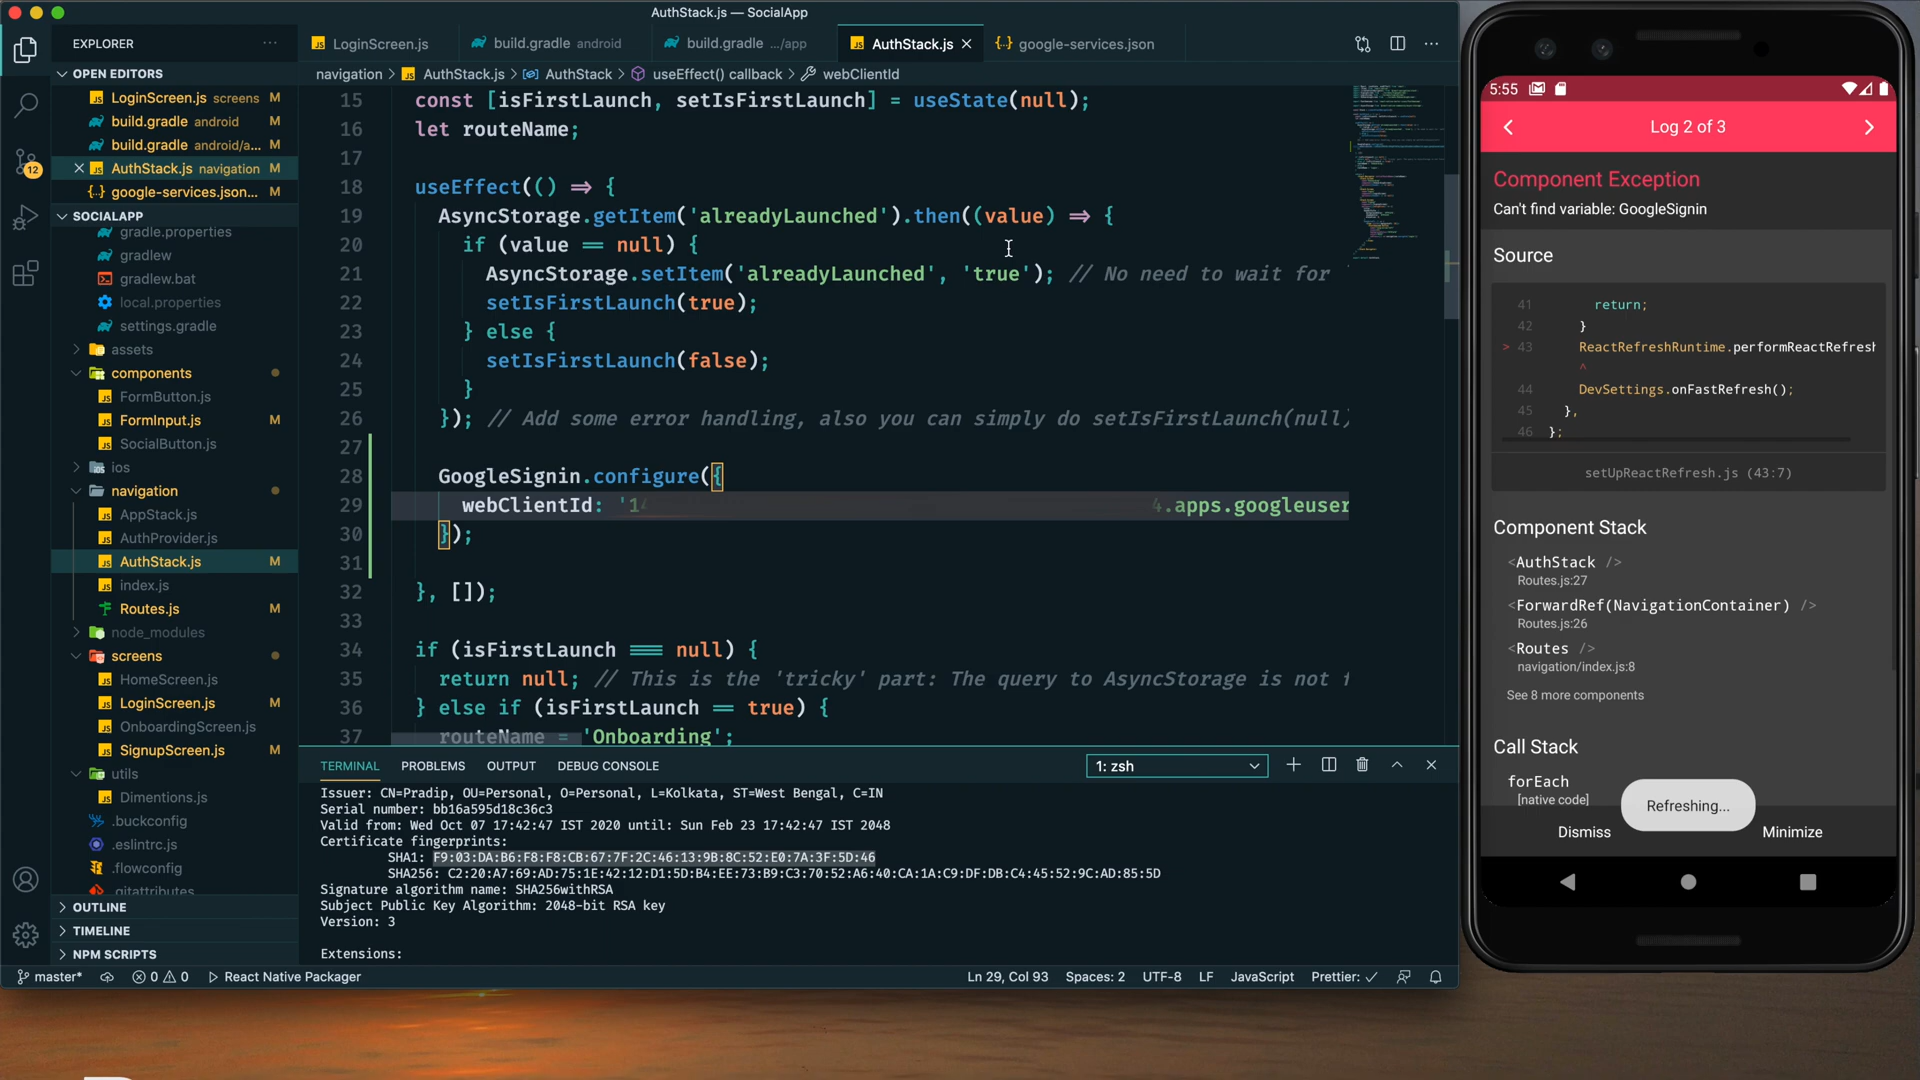 AuthStack.js — SocialApp
EXPLORER
LoginScreen.js
build.gradle android
build.gradle .../app
AuthStack.js
google-services.json
OPEN EDITORS
LoginScreen.js screens M
build.gradle android M
build.gradle android/a... M
AuthStack.js navigation M
google-services.json... M
12
SOCIALAPP
gradle.properties
gradlew
gradlew.bat
local.properties
settings.gradle
assets
components
FormButton.js
FormInput.js M
SocialButton.js
ios
navigation
AppStack.js
AuthProvider.js
AuthStack.js M
index.js
Routes.js M
node_modules
screens
HomeScreen.js
LoginScreen.js M
OnboardingScreen.js
SignupScreen.js M
utils
Dimentions.js
.buckconfig
.eslintrc.js
.flowconfig
.gitattributes
OUTLINE
TIMELINE
NPM SCRIPTS
navigation > AuthStack.js > AuthStack > useEffect() callback > webClientId
15 const [isFirstLaunch, setIsFirstLaunch] = useState(null);
16 let routeName;
17
18 useEffect(() => {
19 AsyncStorage.getItem('alreadyLaunched').then((value) => {
20 if (value == null) {
21 AsyncStorage.setItem('alreadyLaunched', 'true'); // No need to wait for
22 setIsFirstLaunch(true);
23 } else {
24 setIsFirstLaunch(false);
25 }
26 }); // Add some error handling, also you can simply do setIsFirstLaunch(null)
27
28 GoogleSignin.configure({
29 webClientId: '14 4.apps.googleuser
30 });
31
32 }, []);
33
34 if (isFirstLaunch === null) {
35 return null; // This is the 'tricky' part: The query to AsyncStorage is not f
36 } else if (isFirstLaunch == true) {
37 routeName = 'Onboarding';
TERMINAL PROBLEMS OUTPUT DEBUG CONSOLE
1: zsh
Issuer: CN=Pradip, OU=Personal, O=Personal, L=Kolkata, ST=West Bengal, C=IN
Serial number: bb16a595d18c36c3
Valid from: Wed Oct 07 17:42:47 IST 2020 until: Sun Feb 23 17:42:47 IST 2048
Certificate fingerprints:
SHA1: F9:03:DA:B6:F8:F8:CB:67:7F:2C:46:13:9B:8C:52:E0:7A:3F:5D:46
SHA256: C2:20:A7:69:AD:75:1E:42:12:D1:5D:B4:EE:73:B9:C3:70:52:A6:40:CA:1A:C9:DF:DB:C4:45:52:9C:AD:85:5D
Signature algorithm name: SHA256withRSA
Subject Public Key Algorithm: 2048-bit RSA key
Version: 3
Extensions:
master* 0 0 React Native Packager
Ln 29, Col 93 Spaces: 2 UTF-8 LF JavaScript Prettier: ✓
5:55
Log 2 of 3
Component Exception
Can't find variable: GoogleSignin
Source
41 return;
42 }
> 43 ReactRefreshRuntime.performReactRefresh
^
44 DevSettings.onFastRefresh();
45 },
46 };
setUpReactRefresh.js (43:7)
Component Stack
<AuthStack />
Routes.js:27
<ForwardRef(NavigationContainer) />
Routes.js:26
<Routes />
navigation/index.js:8
See 8 more components
Call Stack
forEach
[native code]
Refreshing...
Dismiss
Minimize